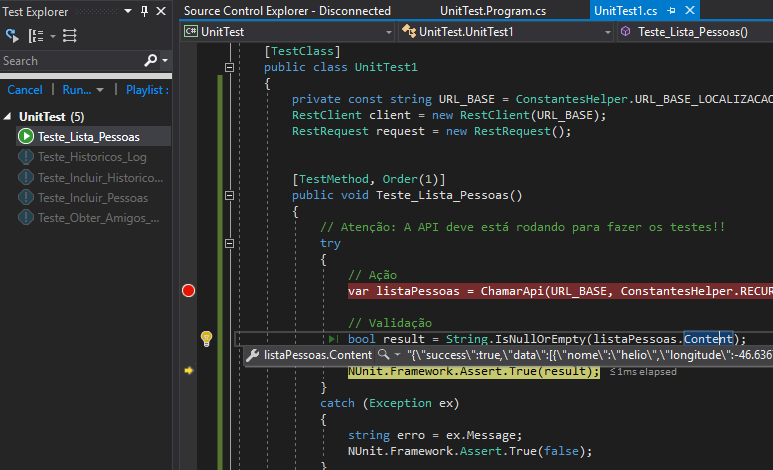 Test Explorer
Search
Cancel Run... Playlist :
UnitTest (5)
Teste_Lista_Pessoas
Teste_Historicos_Log
Teste_Incluir_Historico...
Teste_Incluir_Pessoas
Teste_Obter_Amigos_...
Source Control Explorer - Disconnected UnitTest.Program.cs UnitTest1.cs
C# UnitTest UnitTest.UnitTest1 Teste_Lista_Pessoas()
[TestClass]
public class UnitTest1
{
private const string URL_BASE = ConstantesHelper.URL_BASE_LOCALIZACAO
RestClient client = new RestClient(URL_BASE);
RestRequest request = new RestRequest();
[TestMethod, Order(1)]
public void Teste_Lista_Pessoas()
{
// Atenção: A API deve está rodando para fazer os testes!!
try
{
// Ação
var listaPessoas = ChamarApi(URL_BASE, ConstantesHelper.RECUR
// Validação
bool result = String.IsNullOrEmpty(listaPessoas.Content);
listaPessoas.Content "{\"success\":true,\"data\":[{\"nome\":\"helio\",\"longitude\":-46.636
NUnit.Framework.Assert.True(result); ≤1ms elapsed
}
catch (Exception ex)
{
string erro = ex.Message;
NUnit.Framework.Assert.True(false);
}